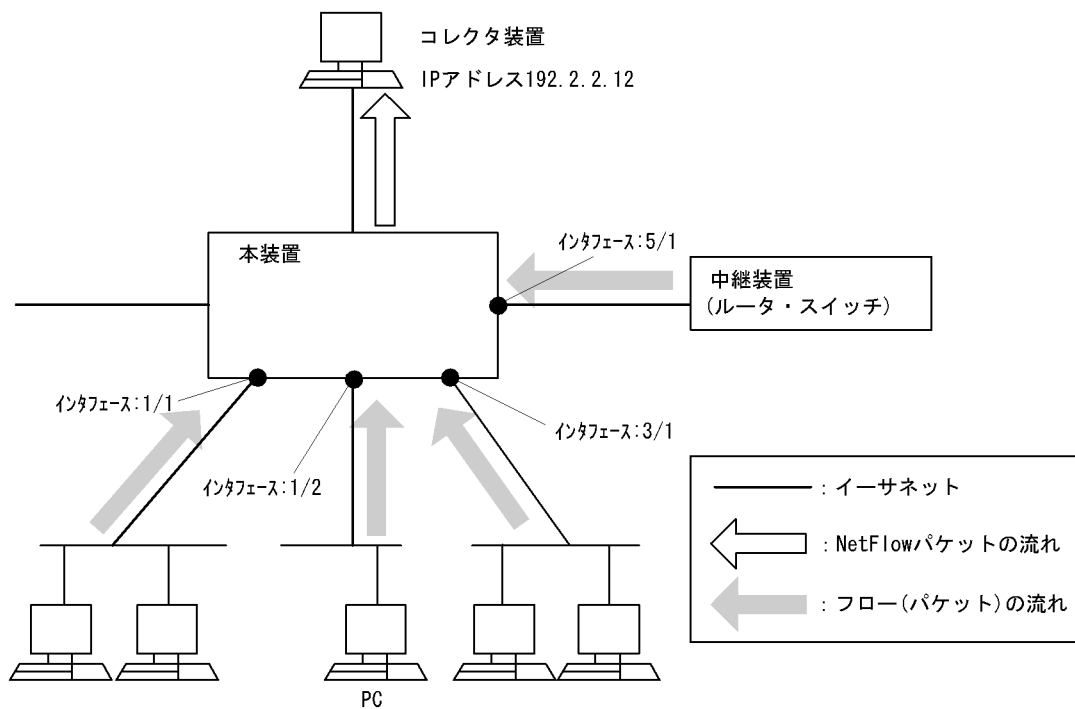 コレクタ装置
IPアドレス192.2.2.12
本装置
インタフェース:5/1
中継装置
(ルータ・スイッチ)
インタフェース:1/1
インタフェース:1/2
インタフェース:3/1
:イーサネット
:NetFlowパケットの流れ
:フロー(パケット)の流れ
PC